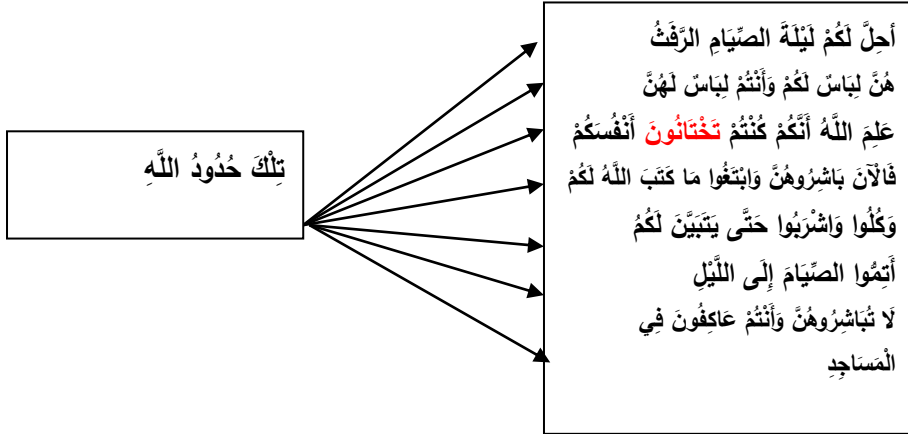 أحِلَّ لَكُمْ لَيْلَةَ الصِّيَامِ الرَّفَثُ
هُنَّ لِبَاسٌ لَكُمْ وَأَنْتُمْ لِبَاسٌ لَهُنَّ
عَلِمَ اللَّهُ أَنَّكُمْ كُنْتُمْ تَخْتَانُونَ أَنْفُسَكُمْ
فَالْآنَ بَاشِرُوهُنَّ وَابْتَغُوا مَا كَتَبَ اللَّهُ لَكُمْ
وَكُلُوا وَاشْرَبُوا حَتَّى يَتَبَيَّنَ لَكُمُ
أَتِمُّوا الصِّيَامَ إِلَى اللَّيْلِ
لَا تُبَاشِرُوهُنَّ وَأَنْتُمْ عَاكِفُونَ فِي
الْمَسَاجِدِ
تِلْكَ حُدُودُ اللَّهِ